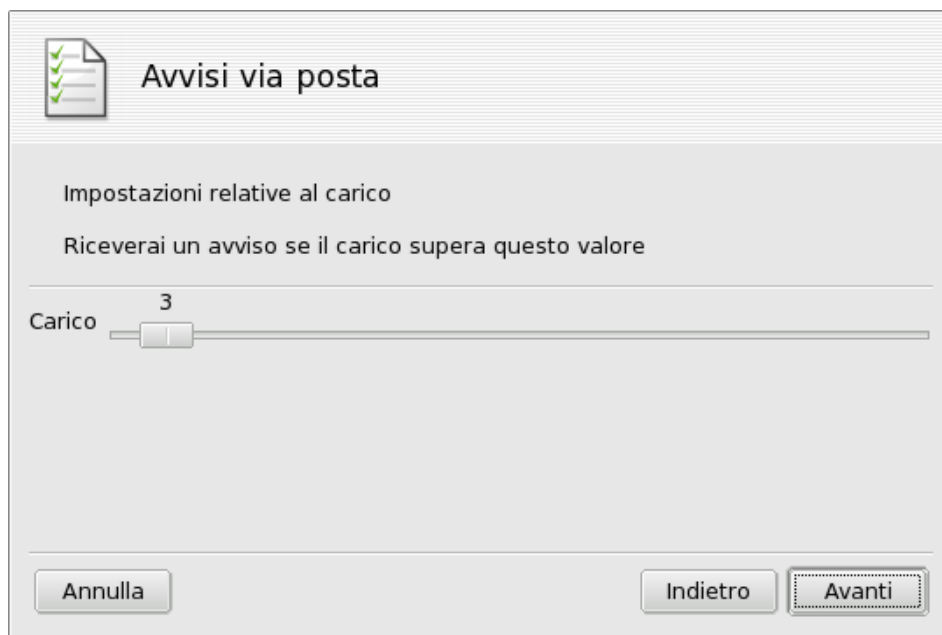 Avvisi via posta
Impostazioni relative al carico
Riceverai un avviso se il carico supera questo valore
3
Carico
Annulla
Indietro
Avanti